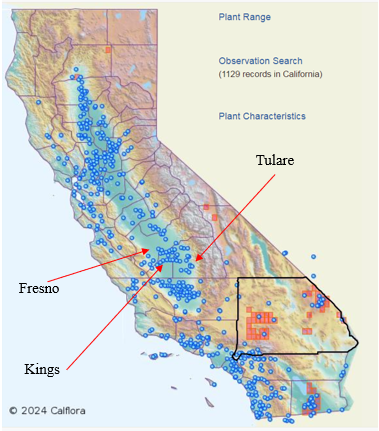 Plant Range
Observation Search
(1129 records in California)
Plant Characteristics
Tulare
Fresno
Kings
© 2024 Calflora